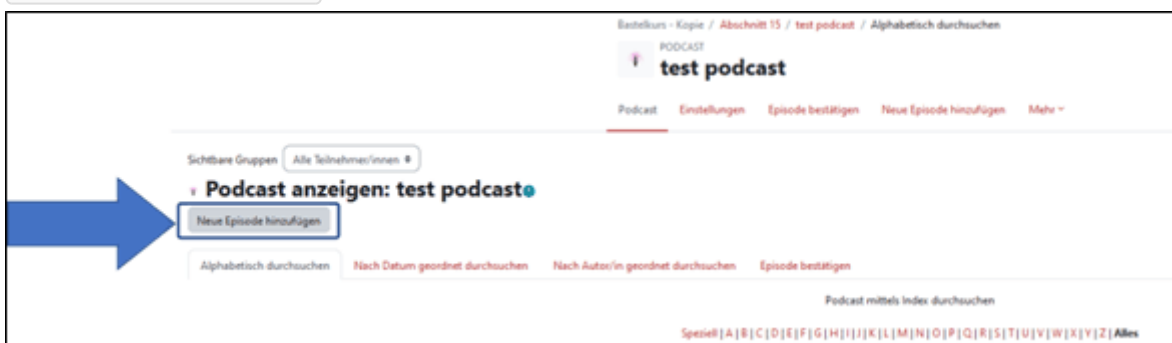 Bastelkurs - Kopie / Abschnitt 15 / test podcast / Alphabetisch durchsuchen
PODCAST
test podcast
Podcast Einstellungen Episode bestätigen Neue Episode hinzufügen Mehr
Sichtbare Gruppen Alle Teilnehmer/innen
Podcast anzeigen: test podcast
Neue Episode hinzufügen
Alphabetisch durchsuchen Nach Datum geordnet durchsuchen Nach Autor/in geordnet durchsuchen Episode bestätigen
Podcast mittels Index durchsuchen
Speziell | A | B | C | D | E | F | G | H | I | J | K | L | M | N | O | P | Q | R | S | T | U | V | W | X | Y | Z | Alles